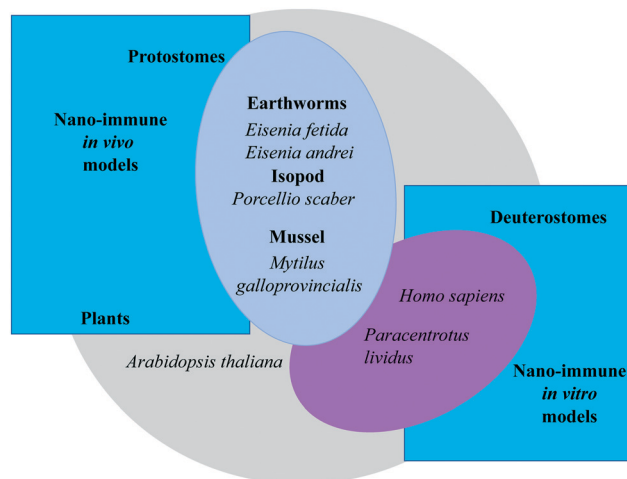 Protostomes
Nano-immune
in vivo
models
Plants
Earthworms
Eisenia fetida
Eisenia andrei
Isopod
Porcellio scaber
Mussel
Mytilus
galloprovincialis
Arabidopsis thaliana
Deuterostomes
Homo sapiens
Paracentrotus
lividus
Nano-immune
in vitro
models